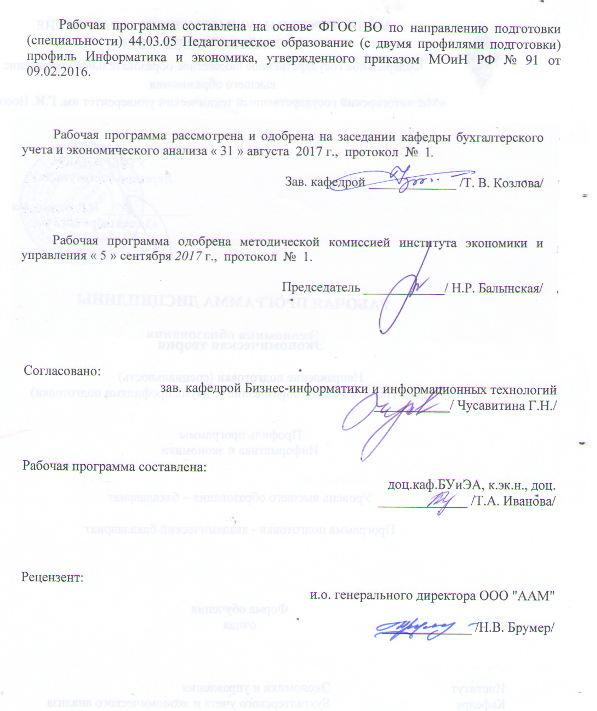 Рабочая программа составлена на основе ФГОС ВО по направлению подготовки
(специальности) 44.03.05 Педагогическое образование (с двумя профилями подготовки)
профиль Информатика и экономика, утвержденного приказом МОиН РФ № 91 от
09.02.2016.
Рабочая программа рассмотрена и одобрена на заседании кафедры бухгалтерского
учета и экономического анализа « 31 » августа 2017 г., протокол № 1.
Зав. кафедрой /Т. В. Козлова/
Рабочая программа одобрена методической комиссией института экономики и
управления « 5 » сентября 2017 г., протокол № 1.
Председатель / Н.Р. Балынская/
Согласовано:
зав. кафедрой Бизнес-информатики и информационных технологий
/ Чусавитина Г.Н./
Рабочая программа составлена:
доц.каф.БУиЭА, к.эк.н., доц.
/Т.А. Иванова/
Рецензент:
и.о. генерального директора ООО "ААМ"
/Н.В. Брумер/